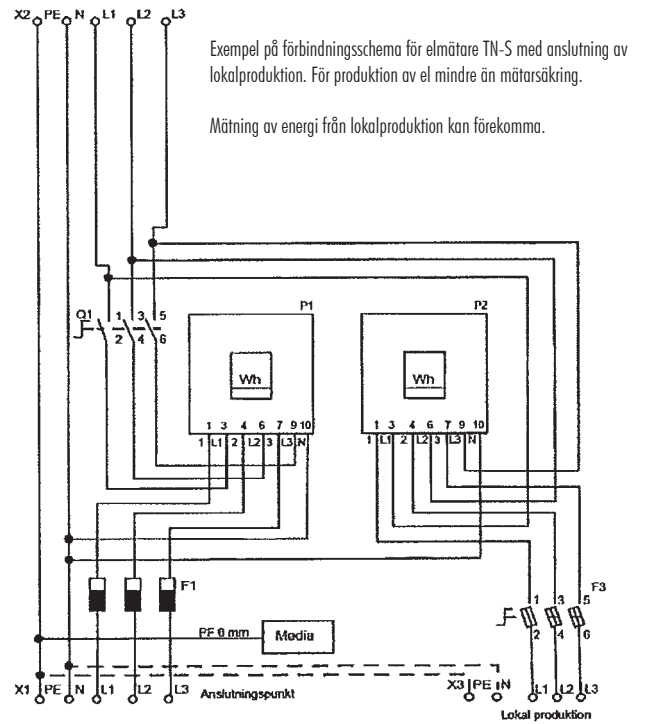 X2 PE N L1 L2 L3
Exempel på förbindningsschema för elmätare TN-S med anslutning av
lokalproduktion. För produktion av el mindre än mätarsäkring.
Mätning av energi från lokalproduktion kan förekomma.
P1 P2
Q1 1 3 5
2 4 6
Wh Wh
1 3 4 6 7 9 10 1 3 4 6 7 9 10
1 L1 2 L2 3 L3 N 1 L1 2 L2 3 L3 N
F1
F3
1 3 5
2 4 6
PF 6 mm Media
X1 PE N L1 L2 L3 Anslutningspunkt X3 PE N L1 L2 L3
Lokal produktion